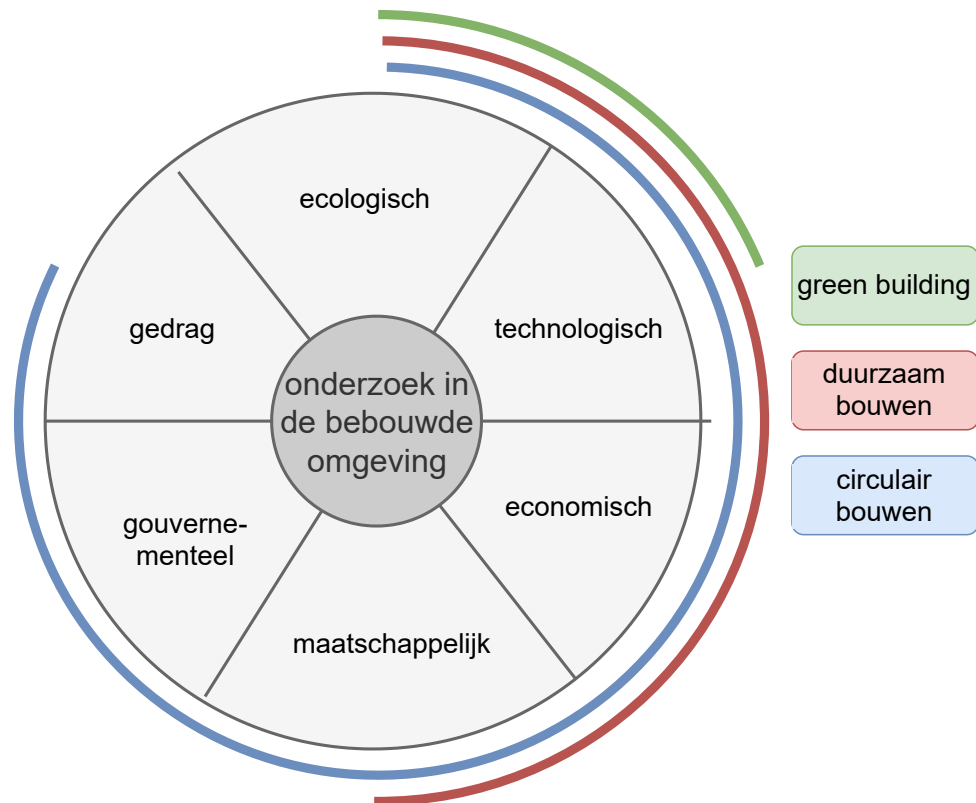 ecologisch
gedrag
technologisch
onderzoek in
de bebouwde
omgeving
gouverne-
menteel
economisch
maatschappelijk
green building
duurzaam
bouwen
circulair
bouwen